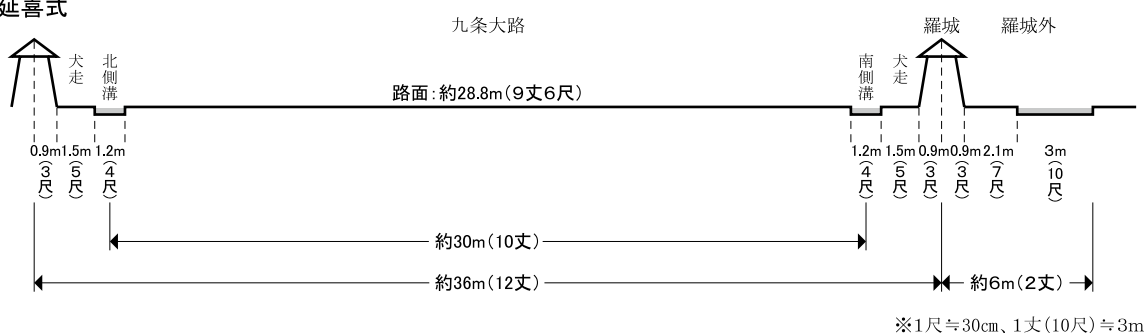 延喜式
九条大路
羅城
羅城外
犬走
北側溝
南側溝
犬走
路面:約28.8m(9丈6尺)
0.9m 1.5m 1.2m
(3尺) (5尺) (4尺)
1.2m 1.5m 0.9m 0.9m 2.1m 3m
(4尺) (5尺) (3尺) (3尺) (7尺) (10尺)
約30m(10丈)
約36m(12丈)
約6m(2丈)
※1尺≒30㎝、1丈(10尺)≒3m